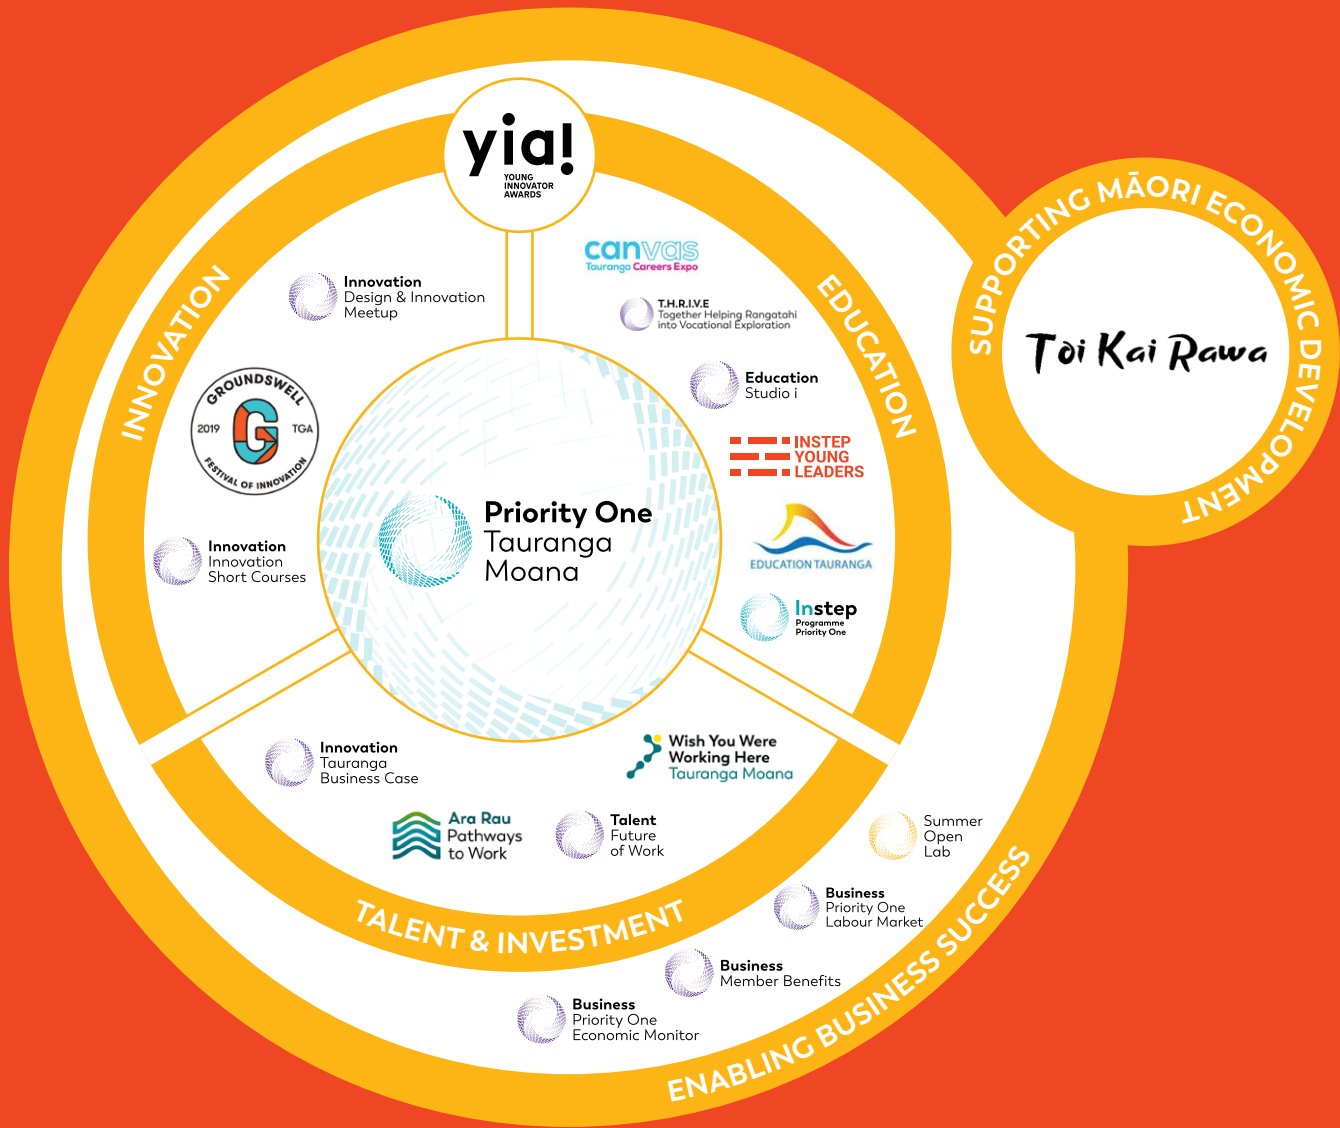 yia!
YOUNG
INNOVATOR
AWARDS
INNOVATION
Innovation
Design & Innovation
Meetup
GROUNDSWELL
2019
G
TGA
FESTIVAL OF INNOVATION
Innovation
Innovation
Short Courses
EDUCATION
canvas
Tauranga Careers Expo
T.H.R.I.V.E
Together Helping Rangatahi
into Vocational Exploration
Education
Studio i
INSTEP
YOUNG
LEADERS
EDUCATION TAURANGA
Instep
Programme
Priority One
Priority One
Tauranga
Moana
SUPPORTING MĀORI ECONOMIC DEVELOPMENT
Toi Kai Rawa
Innovation
Tauranga
Business Case
Wish You Were
Working Here
Tauranga Moana
Ara Rau
Pathways
to Work
Talent
Future
of Work
TALENT & INVESTMENT
Summer
Open
Lab
Business
Priority One
Labour Market
Business
Member Benefits
Business
Priority One
Economic Monitor
ENABLING BUSINESS SUCCESS